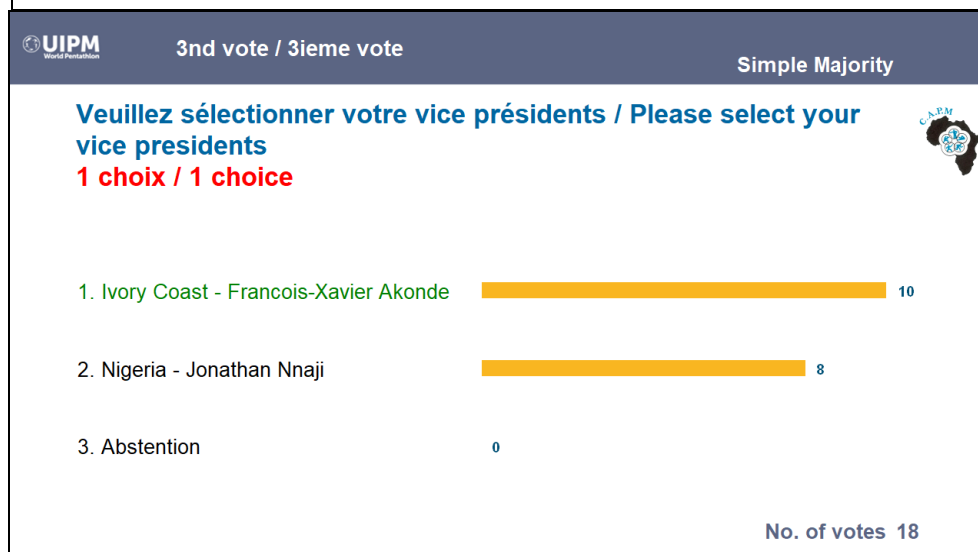 UIPM
World Pentathlon
3nd vote / 3ieme vote
Simple Majority
Veuillez sélectionner votre vice présidents / Please select your
vice presidents
1 choix / 1 choice
C.A.P.M
1. Ivory Coast - Francois-Xavier Akonde
10
2. Nigeria - Jonathan Nnaji
8
3. Abstention
0
No. of votes 18